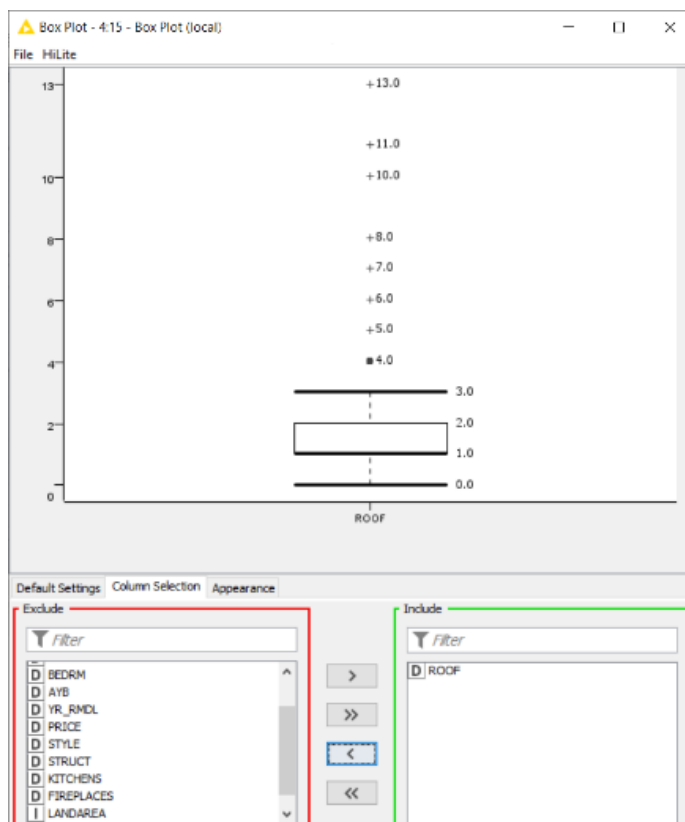 Box Plot - 4:15 - Box Plot (local)
File HiLite
13
+13.0
+11.0
10
+10.0
8
+8.0
+7.0
6
+6.0
+5.0
4
4.0
3.0
2
2.0
1.0
0.0
0
ROOF
Default Settings Column Selection Appearance
Exclude Include
Filter Filter
D BEDRM D ROOF
D AYB
D YR_RMDL >
D PRICE
D STYLE >>
D STRUCT
D KITCHENS <
D FIREPLACES
I LANDAREA <<